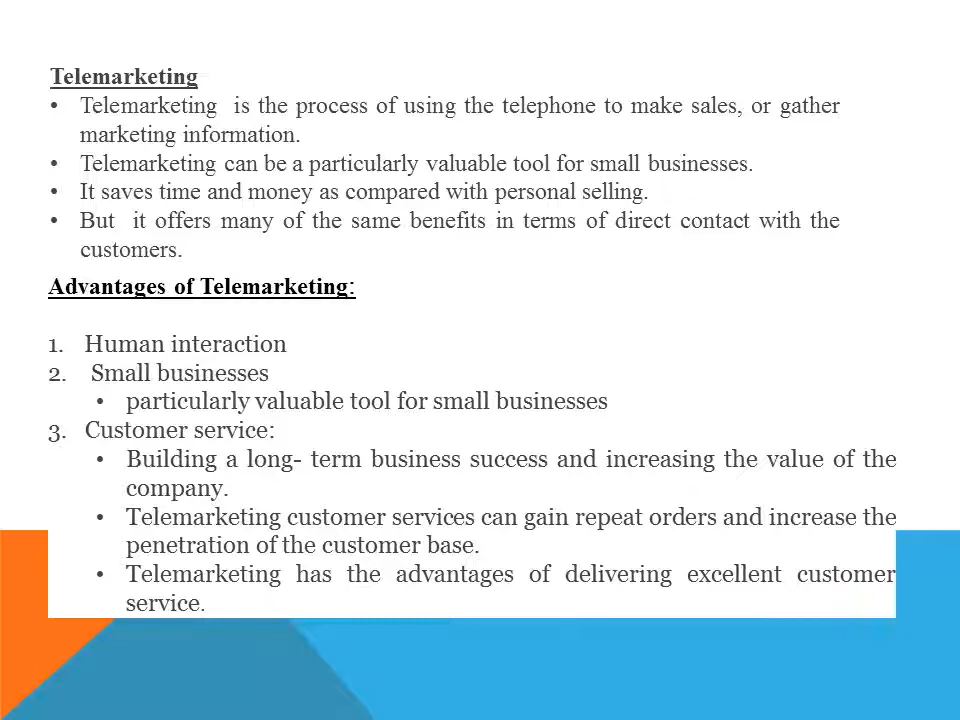 Telemarketing
• Telemarketing is the process of using the telephone to make sales, or gather
marketing information.
• Telemarketing can be a particularly valuable tool for small businesses.
• It saves time and money as compared with personal selling.
• But it offers many of the same benefits in terms of direct contact with the
customers.
Advantages of Telemarketing:
1. Human interaction
2. Small businesses
• particularly valuable tool for small businesses
3. Customer service:
• Building a long- term business success and increasing the value of the
company.
• Telemarketing customer services can gain repeat orders and increase the
penetration of the customer base.
• Telemarketing has the advantages of delivering excellent customer
service.